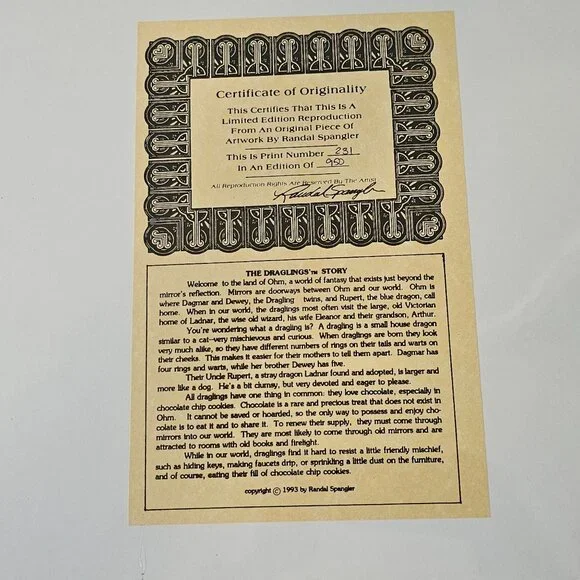 Certificate of Originality
This Certifies That This Is A
Limited Edition Reproduction
From An Original Piece Of
Artwork By Randal Spangler
This Is Print Number 231
In An Edition Of 950
All Reproduction Rights Are Reserved By The Artist
Randal Spangler
THE DRAGLINGS™ STORY
Welcome to the land of Ohm, a world of fantasy that exists just beyond the
mirror's reflection. Mirrors are doorways between Ohm and our world. Ohm is
where Dagmar and Dewey, the Dragling twins, and Rupert, the blue dragon, call
home. When in our world, the draglings most often visit the large, old Victorian
home of Ladnar, the wise old wizard, his wife Eleanor and their grandson, Arthur.
You're wondering what a dragling is? A dragling is a small house dragon
similar to a cat--very mischievous and curious. When draglings are born they look
very much alike, so they have different numbers of rings on their tails and warts on
their cheeks. This makes it easier for their mothers to tell them apart. Dagmar has
four rings and warts, while her brother Dewey has five.
Their Uncle Rupert, a stray dragon Ladnar found and adopted, is larger and
more like a dog. He's a bit clumsy, but very devoted and eager to please.
All draglings have one thing in common: they love chocolate, especially in
chocolate chip cookies. Chocolate is a rare and precious treat that does not exist in
Ohm. It cannot be saved or hoarded, so the only way to possess and enjoy cho-
colate is to eat it and to share it. To renew their supply, they must come through
mirrors into our world. They are most likely to come through old mirrors and are
attracted to rooms with old books and firelight.
While in our world, draglings find it hard to resist a little friendly mischief,
such as hiding keys, making faucets drip, or sprinkling a little dust on the furniture,
and of course, eating their fill of chocolate chip cookies.
copyright © 1993 by Randal Spangler